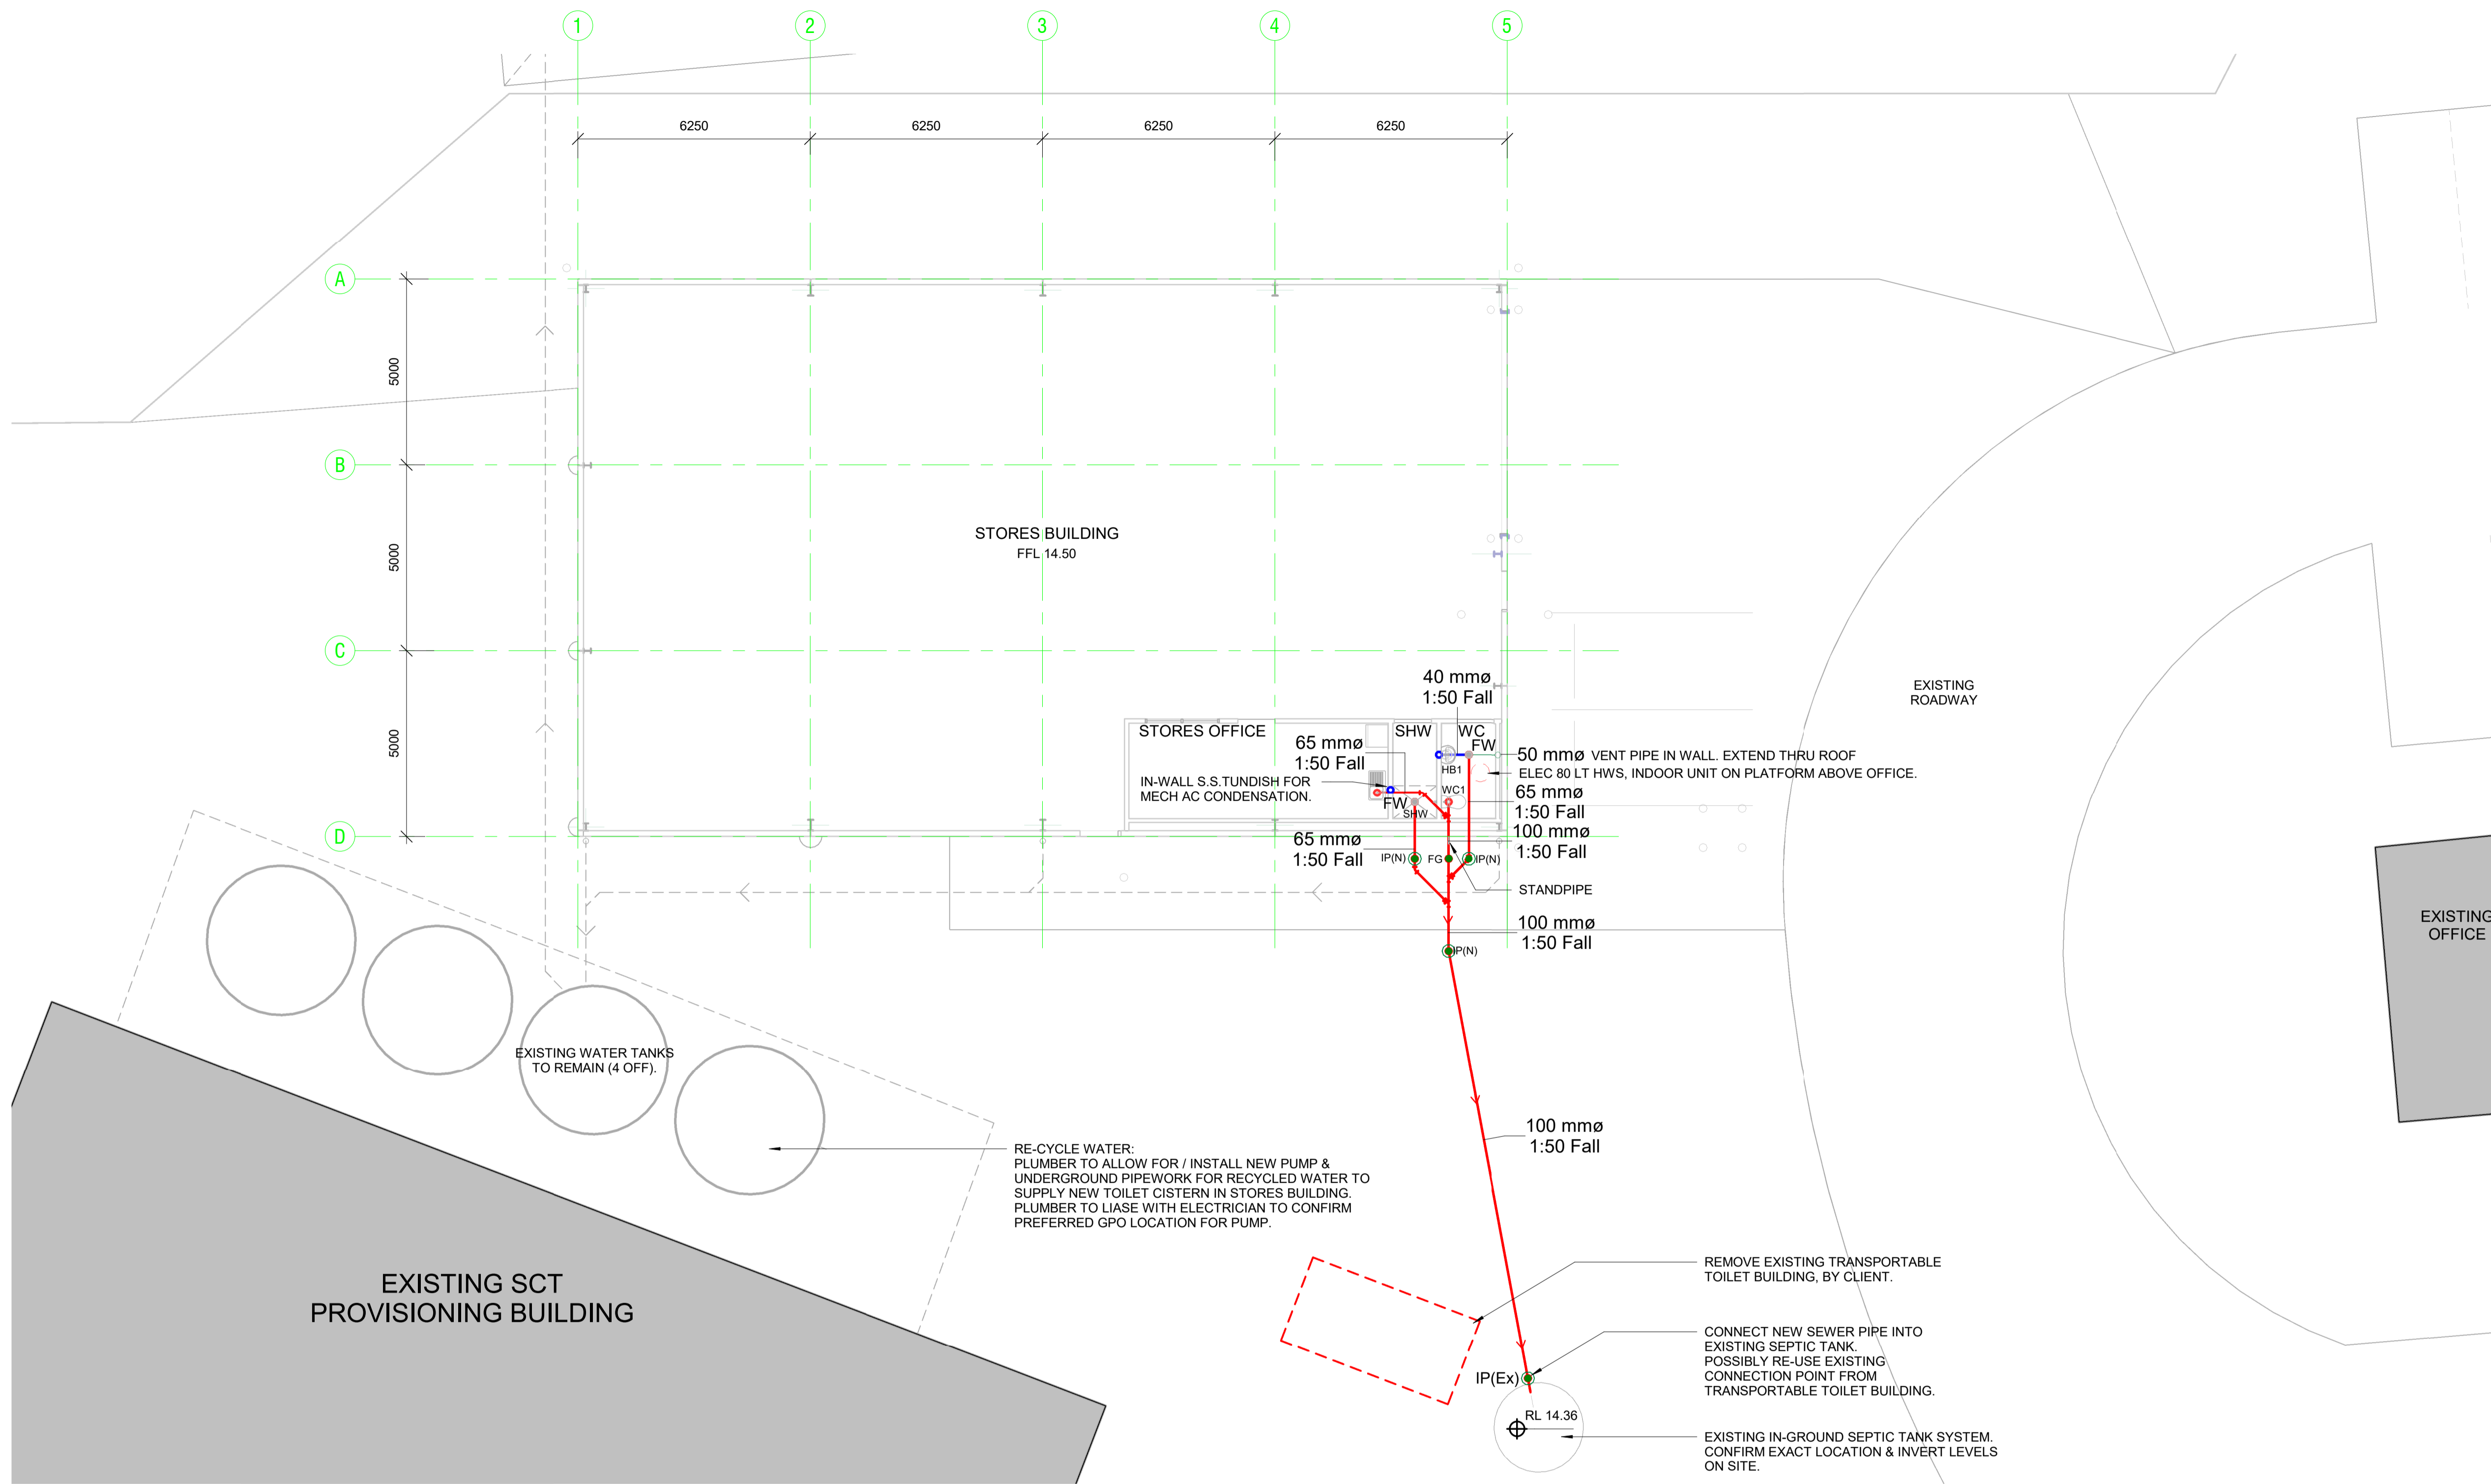 1
2
3
4
5
6250
6250
6250
6250
A
B
C
D
5000
5000
5000
STORES BUILDING
FFL 14.50
40 mmø
1:50 Fall
STORES OFFICE
SHW
WC
FW
65 mmø
1:50 Fall
HB1
50 mmø VENT PIPE IN WALL. EXTEND THRU ROOF
ELEC 80 LT HWS, INDOOR UNIT ON PLATFORM ABOVE OFFICE.
IN-WALL S.S.TUNDISH FOR
MECH AC CONDENSATION.
WC1
FW
SHW
65 mmø
1:50 Fall
100 mmø
1:50 Fall
65 mmø
1:50 Fall
IP(N)
FG
IP(N)
STANDPIPE
100 mmø
1:50 Fall
IP(N)
EXISTING
ROADWAY
EXISTING
OFFICE
EXISTING WATER TANKS
TO REMAIN (4 OFF).
100 mmø
1:50 Fall
RE-CYCLE WATER:
PLUMBER TO ALLOW FOR / INSTALL NEW PUMP &
UNDERGROUND PIPEWORK FOR RECYCLED WATER TO
SUPPLY NEW TOILET CISTERN IN STORES BUILDING.
PLUMBER TO LIASE WITH ELECTRICIAN TO CONFIRM
PREFERRED GPO LOCATION FOR PUMP.
EXISTING SCT
PROVISIONING BUILDING
REMOVE EXISTING TRANSPORTABLE
TOILET BUILDING, BY CLIENT.
CONNECT NEW SEWER PIPE INTO
EXISTING SEPTIC TANK.
POSSIBLY RE-USE EXISTING
CONNECTION POINT FROM
TRANSPORTABLE TOILET BUILDING.
IP(Ex)
RL 14.36
EXISTING IN-GROUND SEPTIC TANK SYSTEM.
CONFIRM EXACT LOCATION & INVERT LEVELS
ON SITE.